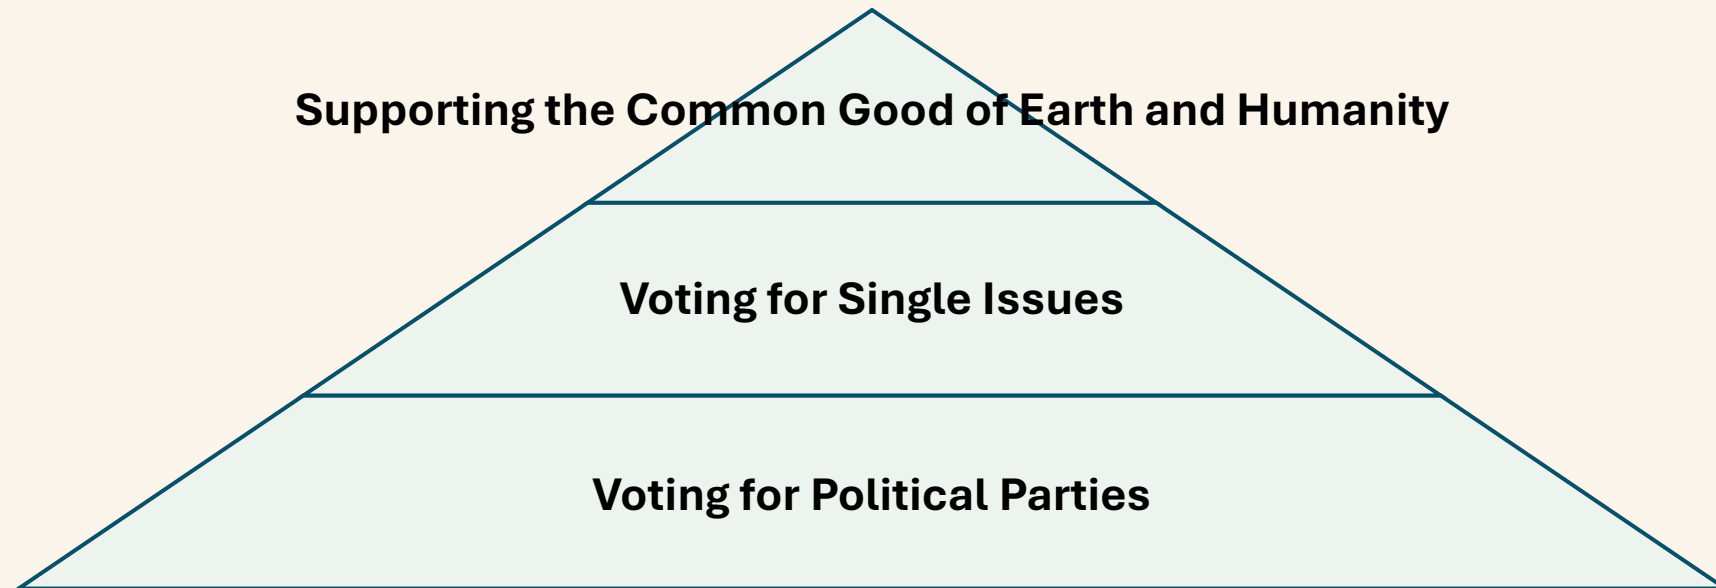 Supporting the Common Good of Earth and Humanity
Voting for Single Issues
Voting for Political Parties